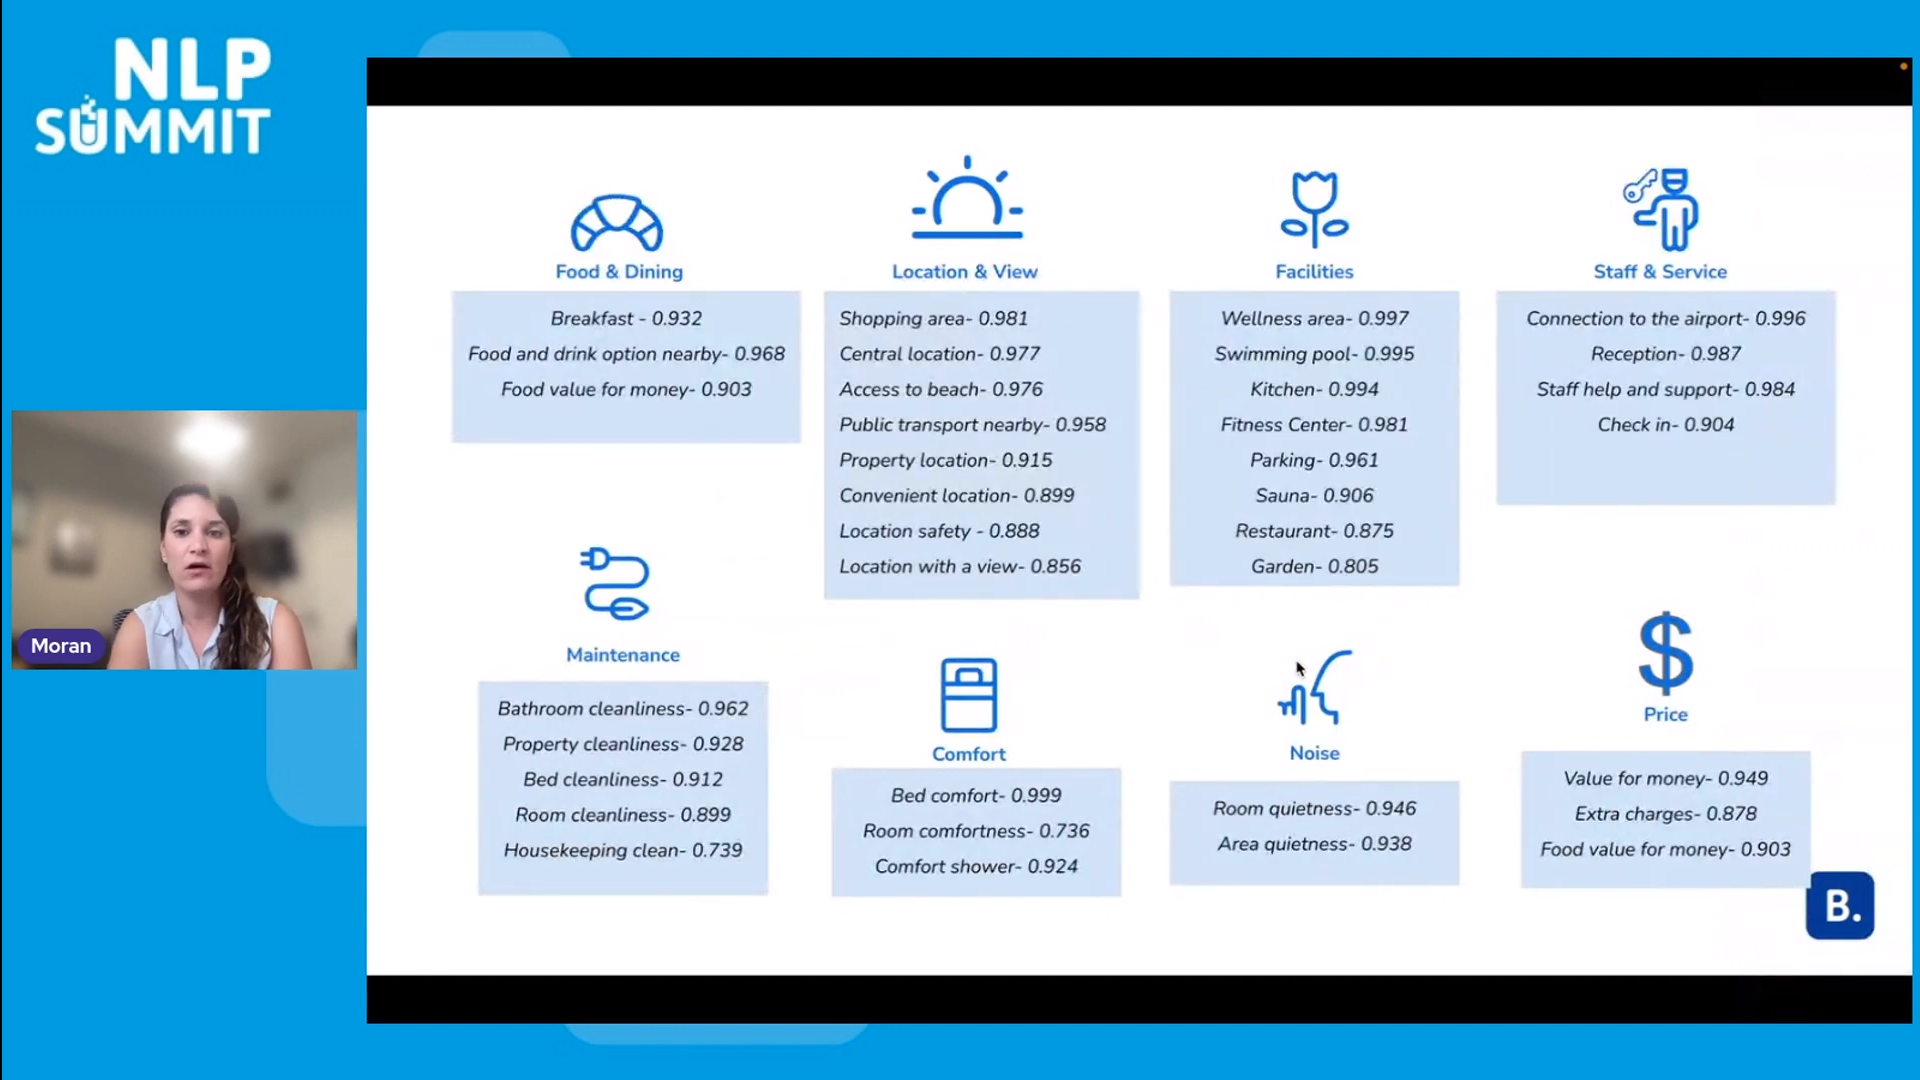 NLP
SUMMIT
Moran
Food & Dining
Breakfast - 0.932
Food and drink option nearby- 0.968
Food value for money- 0.903
Location & View
Shopping area- 0.981
Central location- 0.977
Access to beach- 0.976
Public transport nearby- 0.958
Property location- 0.915
Convenient location- 0.899
Location safety - 0.888
Location with a view- 0.856
Facilities
Wellness area- 0.997
Swimming pool- 0.995
Kitchen- 0.994
Fitness Center- 0.981
Parking- 0.961
Sauna- 0.906
Restaurant- 0.875
Garden- 0.805
Staff & Service
Connection to the airport- 0.996
Reception- 0.987
Staff help and support- 0.984
Check in- 0.904
Maintenance
Bathroom cleanliness- 0.962
Property cleanliness- 0.928
Bed cleanliness- 0.912
Room cleanliness- 0.899
Housekeeping clean- 0.739
Comfort
Bed comfort- 0.999
Room comfortness- 0.736
Comfort shower- 0.924
Noise
Room quietness- 0.946
Area quietness- 0.938
$
Price
Value for money- 0.949
Extra charges- 0.878
Food value for money- 0.903
B.